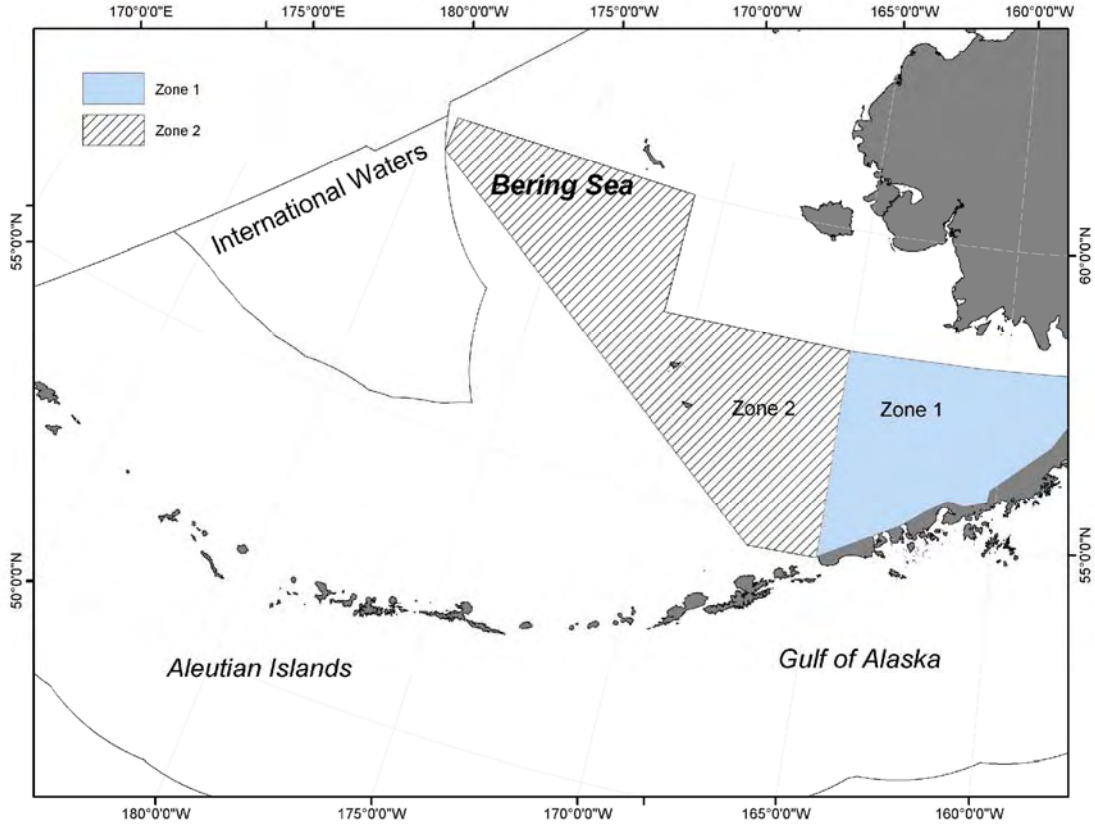 170°0'0"E 175°0'0"E 180°0'0" 175°0'0"W 170°0'0"W 165°0'0"W 160°0'0"W
Zone 1
Zone 2
International Waters
Bering Sea
55°0'0"N
60°0'0"N
Zone 2
Zone 1
50°0'0"N
55°0'0"N
Aleutian Islands
Gulf of Alaska
180°0'0"W 175°0'0"W 170°0'0"W 165°0'0"W 160°0'0"W